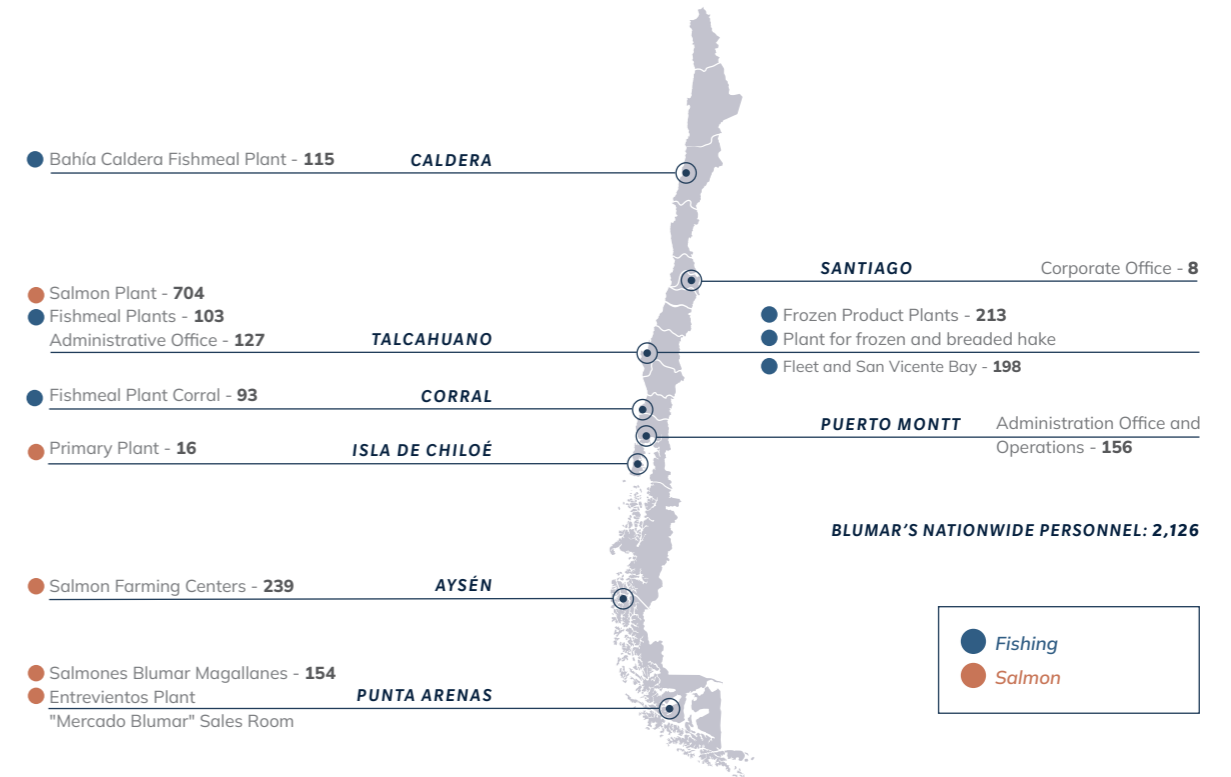 Bahía Caldera Fishmeal Plant - 115
CALDERA
SANTIAGO
Corporate Office - 8
Salmon Plant - 704
Fishmeal Plants - 103
Administrative Office - 127
TALCAHUANO
Frozen Product Plants - 213
Plant for frozen and breaded hake
Fleet and San Vicente Bay - 198
Fishmeal Plant Corral - 93
CORRAL
PUERTO MONTT
Administration Office and
Operations - 156
Primary Plant - 16
ISLA DE CHILOÉ
BLUMAR’S NATIONWIDE PERSONNEL: 2,126
Salmon Farming Centers - 239
AYSÉN
Fishing
Salmon
Salmones Blumar Magallanes - 154
Entrevientos Plant
"Mercado Blumar" Sales Room
PUNTA ARENAS